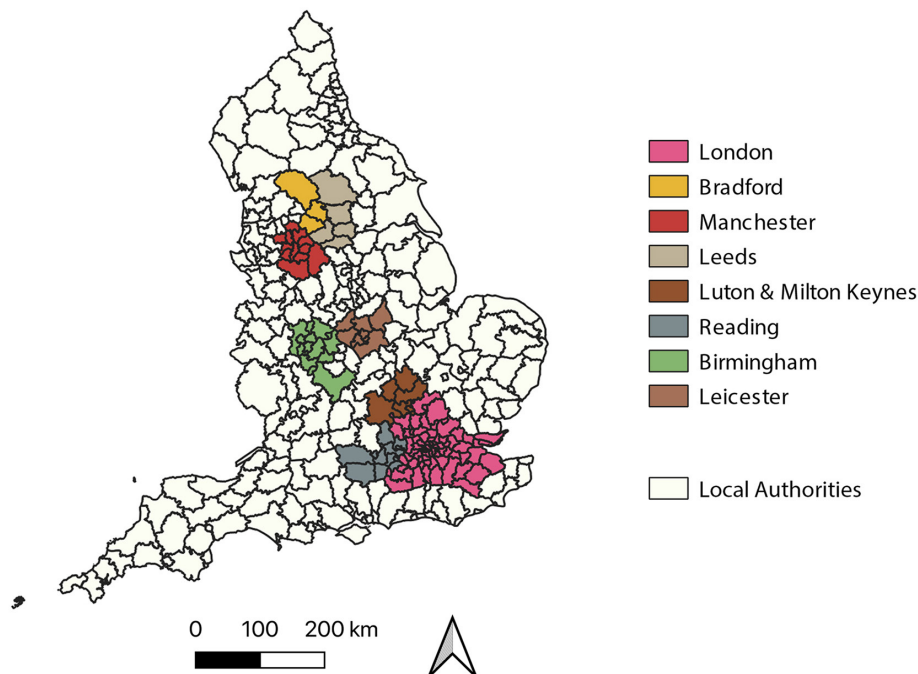 London
Bradford
Manchester
Leeds
Luton & Milton Keynes
Reading
Birmingham
Leicester
Local Authorities
0 100 200 km